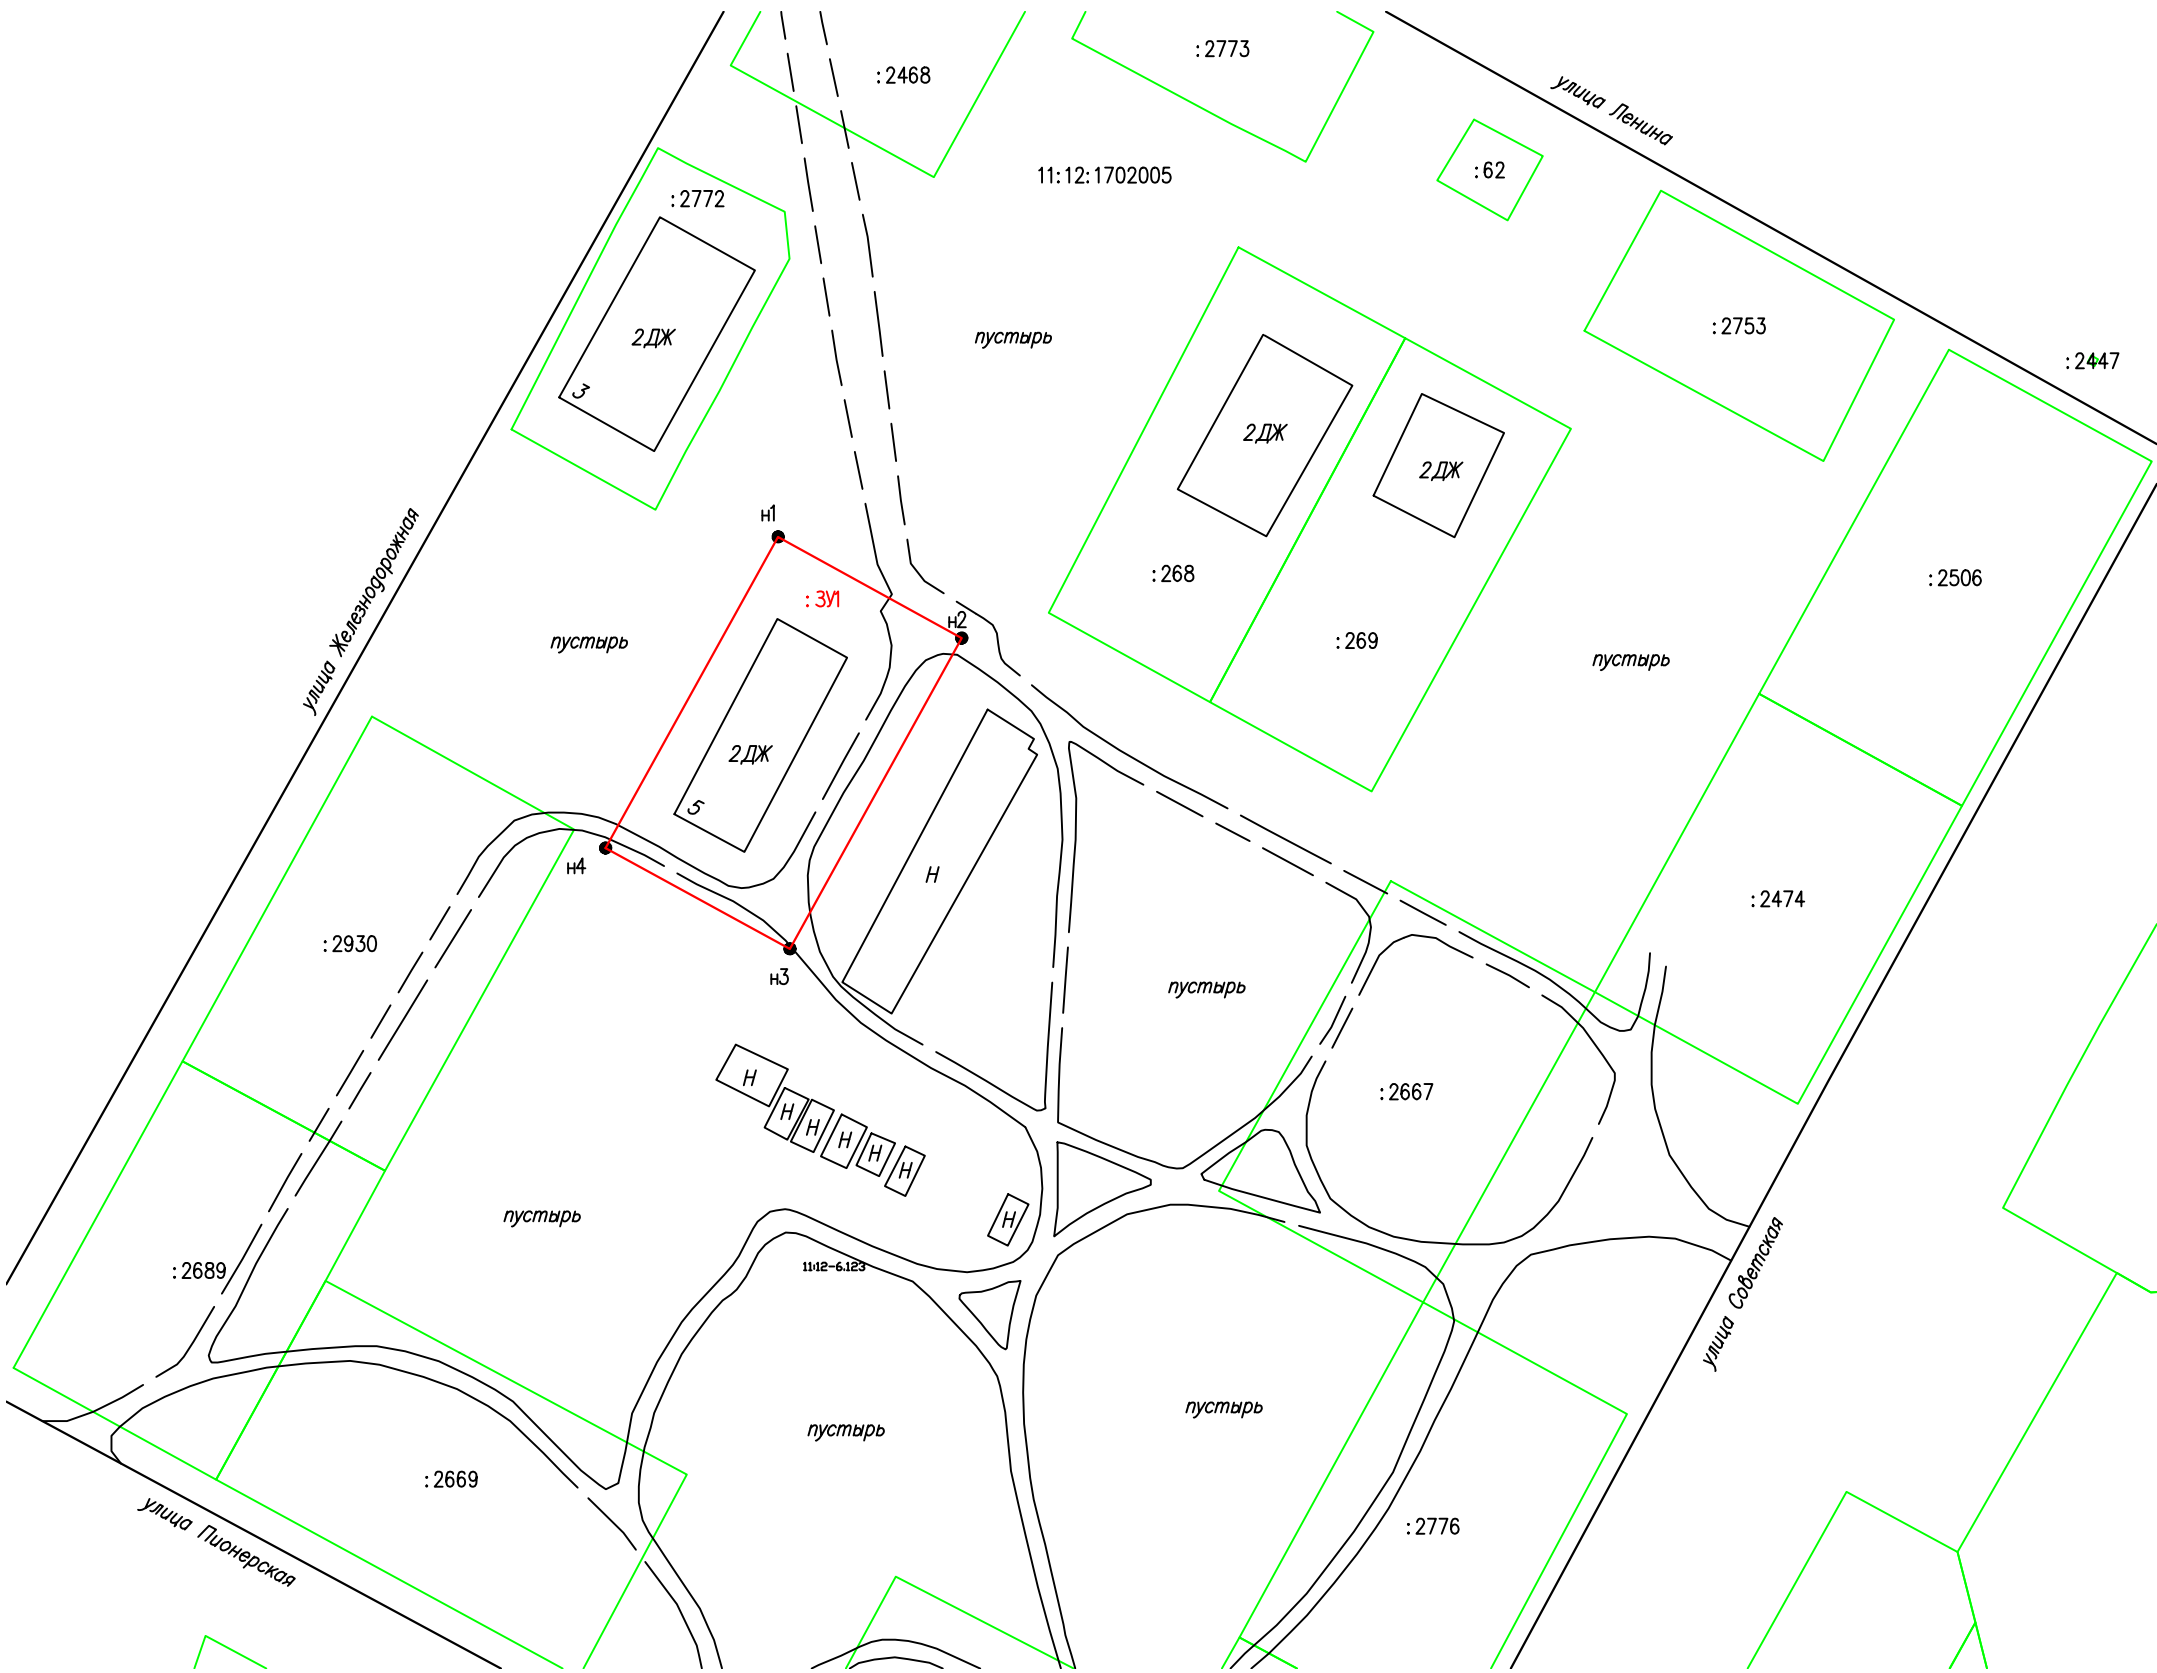 :2773
:2468
улица Ленина
:62
11:12:1702005
:2772
:2753
2ДЖ
пустырь
:2447
3
2ДЖ
2ДЖ
н1
улица Железнодорожная
:268
:2506
:ЗУ1
н2
пустырь
:269
пустырь
2ДЖ
5
н4
Н
:2474
:2930
н3
пустырь
Н
:2667
Н
Н
Н
Н
Н
пустырь
Н
:2689
11:12-6.123
улица Советская
пустырь
пустырь
:2669
:2776
улица Пионерская